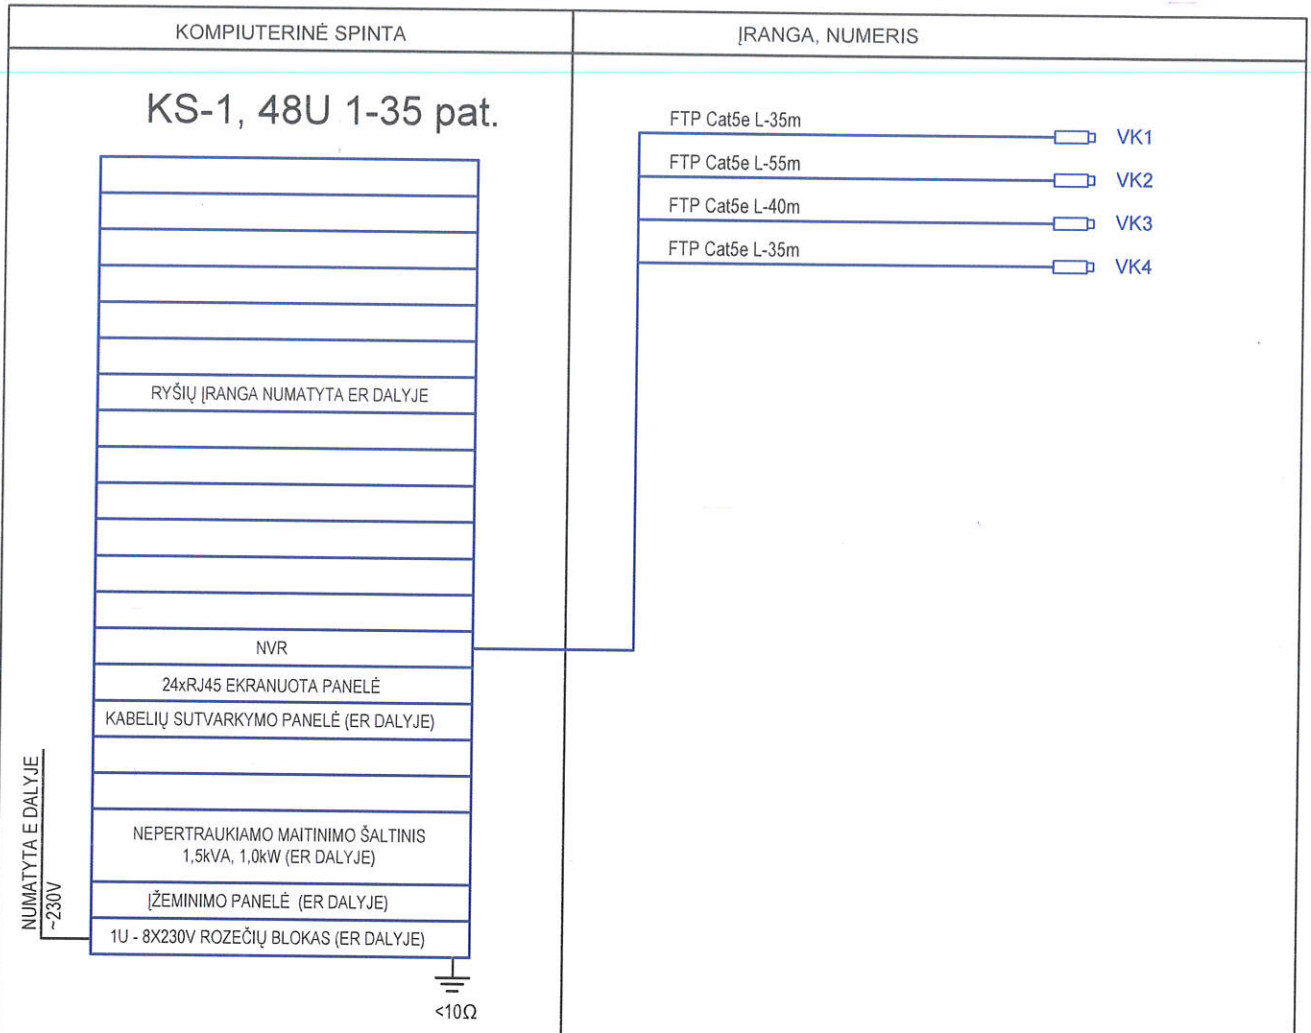 KOMPIUTERINĖ SPINTA
ĮRANGA, NUMERIS
KS-1, 48U 1-35 pat.
FTP Cat5e L-35m
VK1
FTP Cat5e L-55m
VK2
FTP Cat5e L-40m
VK3
FTP Cat5e L-35m
VK4
RYŠIŲ ĮRANGA NUMATYTA ER DALYJE
NVR
24xRJ45 EKRANUOTA PANELĖ
KABELIŲ SUTVARKYMO PANELĖ (ER DALYJE)
NEPERTRAUKIAMO MAITINIMO ŠALTINIS
1,5kVA, 1,0kW (ER DALYJE)
ĮŽEMINIMO PANELĖ (ER DALYJE)
1U - 8X230V ROZEČIŲ BLOKAS (ER DALYJE)
NUMATYTA E DALYJE
~230V
<10Ω